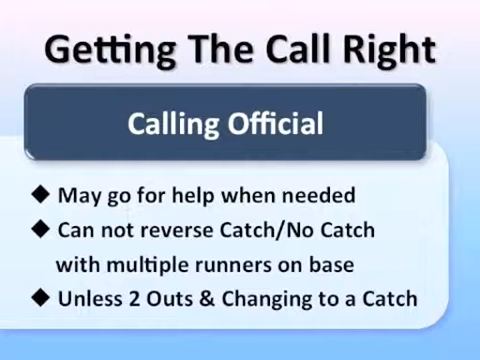 Getting The Call Right
Calling Official
◆ May go for help when needed
◆ Can not reverse Catch/No Catch
with multiple runners on base
◆ Unless 2 Outs & Changing to a Catch